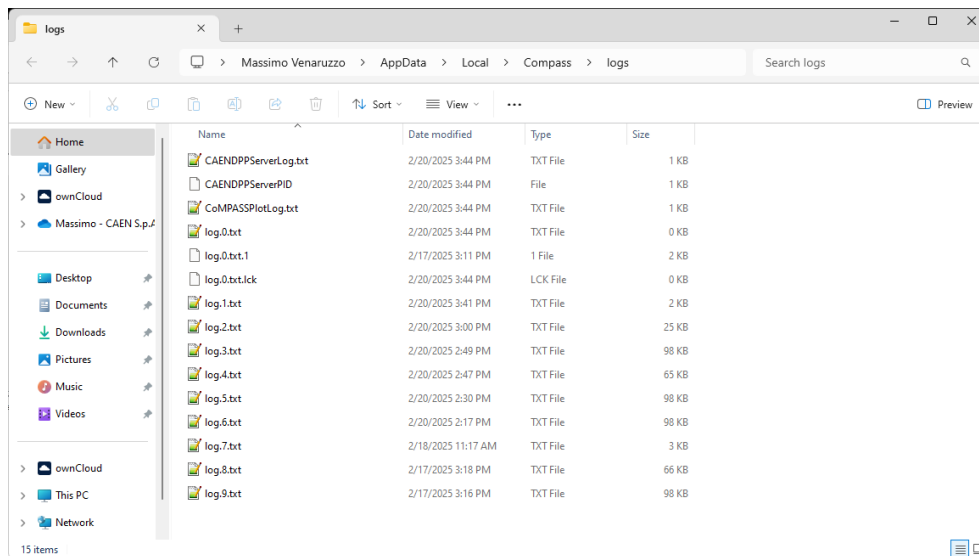 logs
Massimo Venaruzzo > AppData > Local > Compass > logs
Search logs
New
Sort
View
Preview
Name Date modified Type Size
Home
Gallery
ownCloud
Massimo - CAEN S.p.A
Desktop
Documents
Downloads
Pictures
Music
Videos
ownCloud
This PC
Network
CAENDPPServerLog.txt 2/20/2025 3:44 PM TXT File 1 KB
CAENDPPServerPID 2/20/2025 3:44 PM File 1 KB
CoMPASSPlotLog.txt 2/20/2025 3:44 PM TXT File 1 KB
log.0.txt 2/20/2025 3:44 PM TXT File 0 KB
log.0.txt.1 2/17/2025 3:11 PM 1 File 2 KB
log.0.txt.lck 2/20/2025 3:44 PM LCK File 0 KB
log.1.txt 2/20/2025 3:41 PM TXT File 2 KB
log.2.txt 2/20/2025 3:00 PM TXT File 25 KB
log.3.txt 2/20/2025 2:49 PM TXT File 98 KB
log.4.txt 2/20/2025 2:47 PM TXT File 65 KB
log.5.txt 2/20/2025 2:30 PM TXT File 98 KB
log.6.txt 2/20/2025 2:17 PM TXT File 98 KB
log.7.txt 2/18/2025 11:17 AM TXT File 3 KB
log.8.txt 2/17/2025 3:18 PM TXT File 66 KB
log.9.txt 2/17/2025 3:16 PM TXT File 98 KB
15 items